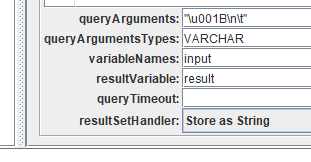 queryArguments: "\u001B\n\t"
queryArgumentsTypes: VARCHAR
variableNames: input
resultVariable: result
queryTimeout:
resultSetHandler: Store as String